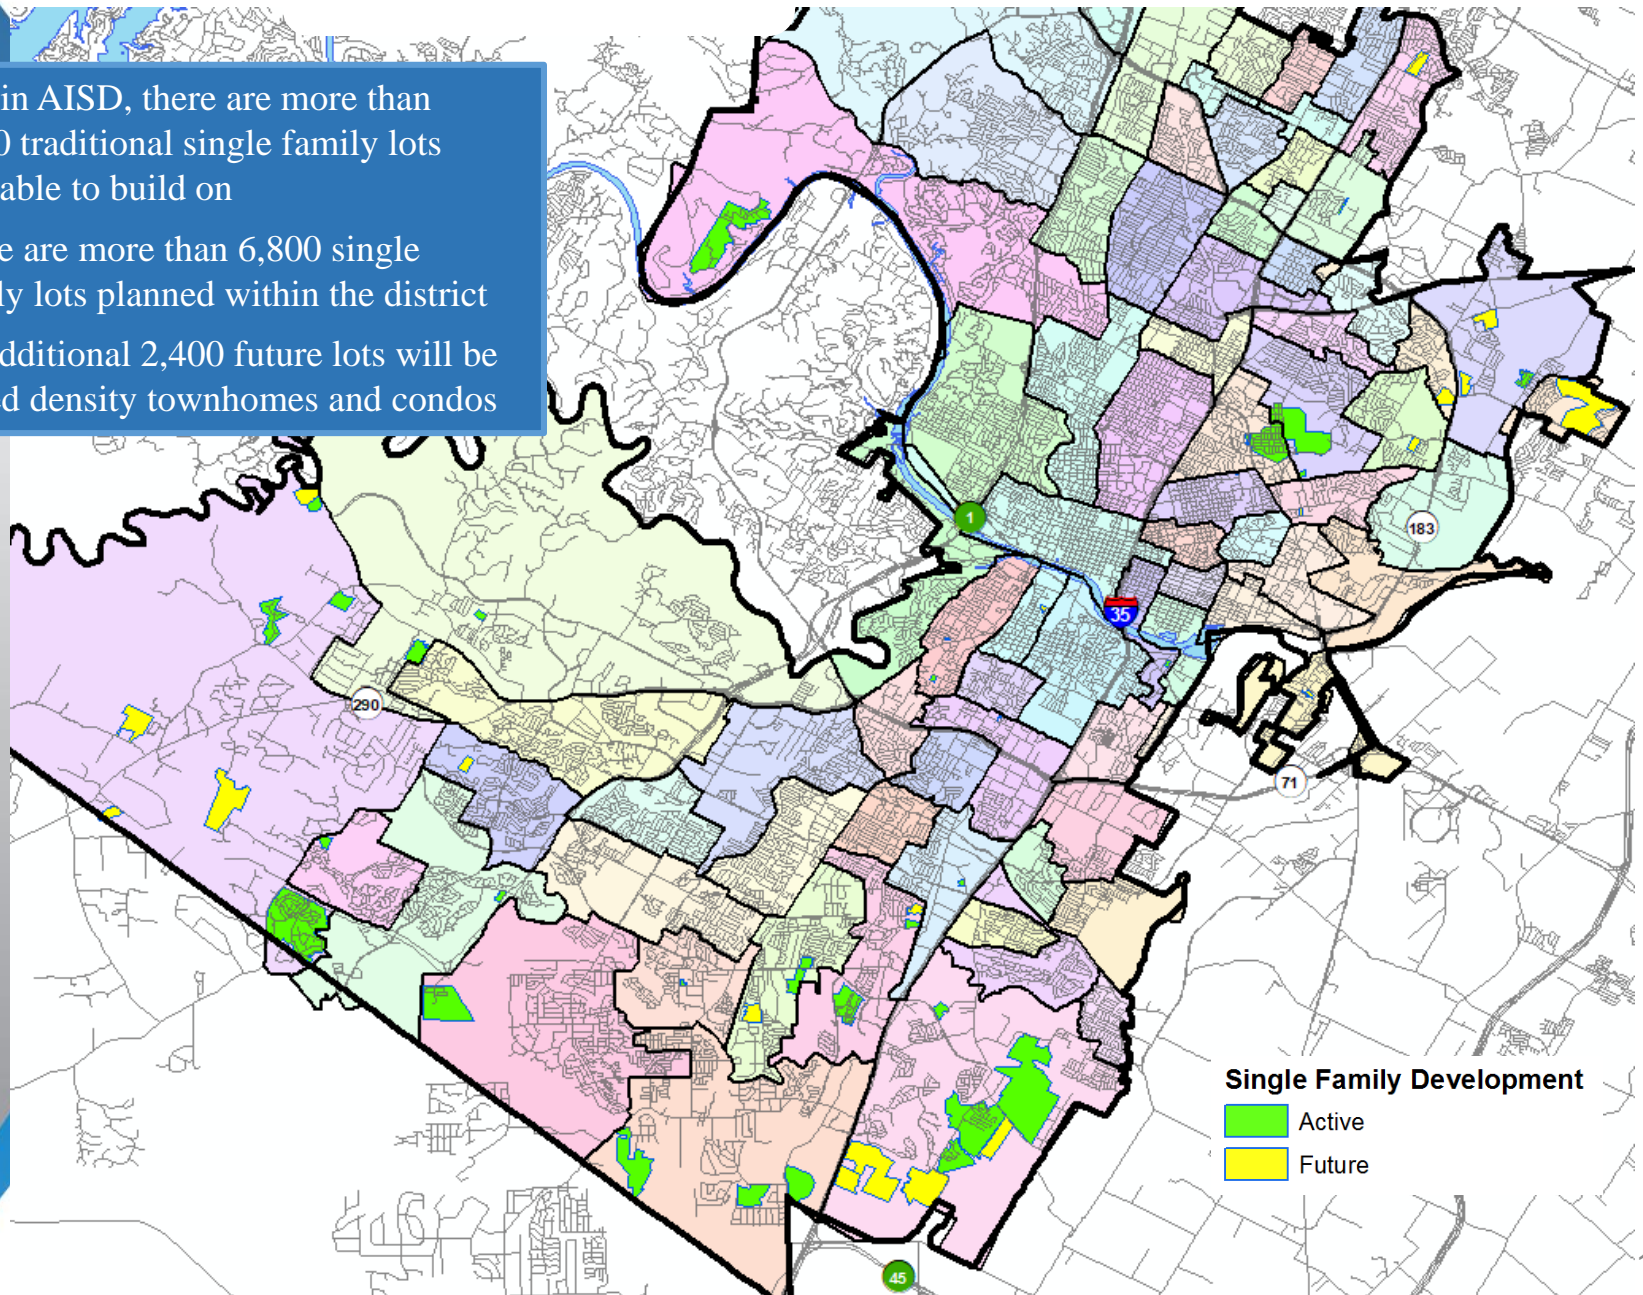 in AISD, there are more than
0 traditional single family lots
able to build on
e are more than 6,800 single
ly lots planned within the district
dditional 2,400 future lots will be
ed density townhomes and condos
1
183
35
290
71
Single Family Development
Active
Future
45